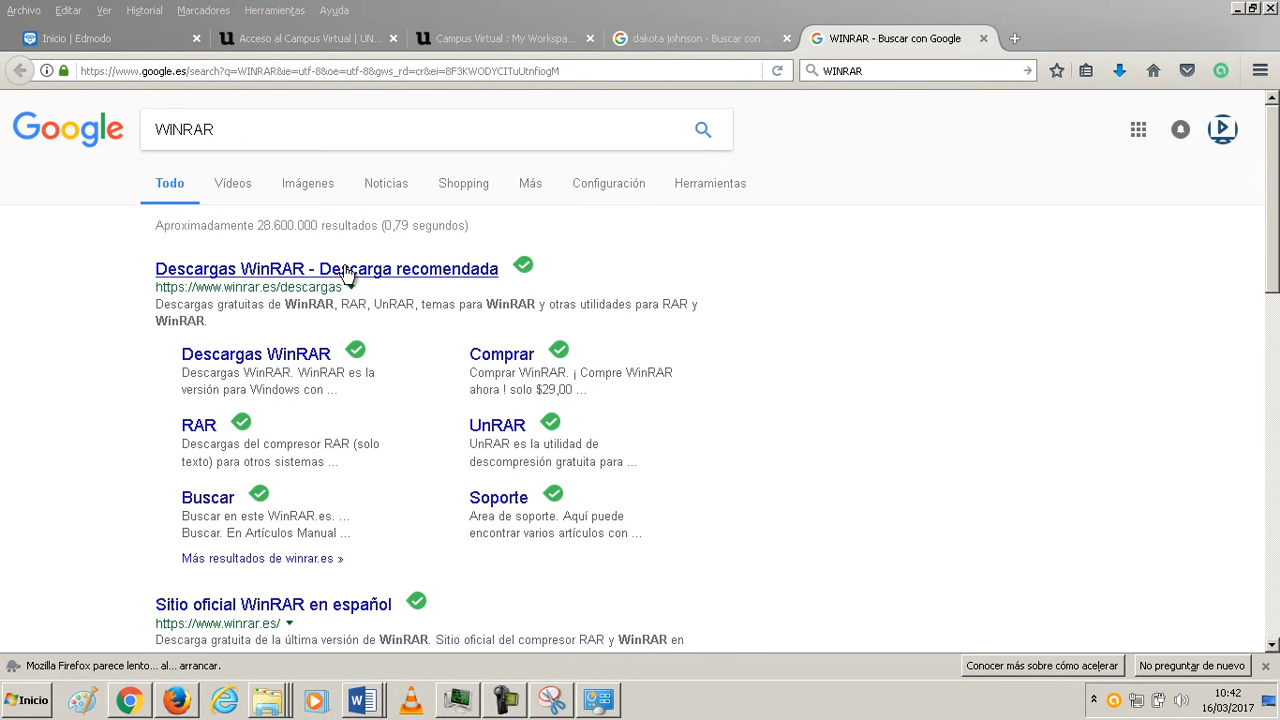 Archivo Editar Ver Historial Marcadores Herramientas Ayuda
Inicio | Edmodo
Acceso al Campus Virtual | UN...
Campus Virtual : My Workspa...
dakota johnson - Buscar con ...
WINRAR - Buscar con Google
https://www.google.es/search?q=WINRAR&ie=utf-8&oe=utf-8&gws_rd=cr&ei=8F3KWODYCITuUtnfiogM
WINRAR
Google
WINRAR
Todo Vídeos Imágenes Noticias Shopping Más Configuración Herramientas
Aproximadamente 28.600.000 resultados (0,79 segundos)
Descargas WinRAR - Descarga recomendada
https://www.winrar.es/descargas
Descargas gratuitas de WinRAR, RAR, UnRAR, temas para WinRAR y otras utilidades para RAR y
WinRAR.
Descargas WinRAR
Descargas WinRAR. WinRAR es la
versión para Windows con ...
Comprar
Comprar WinRAR. ¡ Compre WinRAR
ahora ! solo $29,00 ...
RAR
Descargas del compresor RAR (solo
texto) para otros sistemas ...
UnRAR
UnRAR es la utilidad de
descompresión gratuita para ...
Buscar
Buscar en este WinRAR.es. ...
Buscar. En Artículos Manual ...
Soporte
Area de soporte. Aquí puede
encontrar varios artículos con ...
Más resultados de winrar.es »
Sitio oficial WinRAR en español
https://www.winrar.es/
Descarga gratuita de la última versión de WinRAR. Sitio oficial del compresor RAR y WinRAR en
Mozilla Firefox parece lento... al... arrancar.
Conocer más sobre cómo acelerar
No preguntar de nuevo
Inicio
10:42
16/03/2017